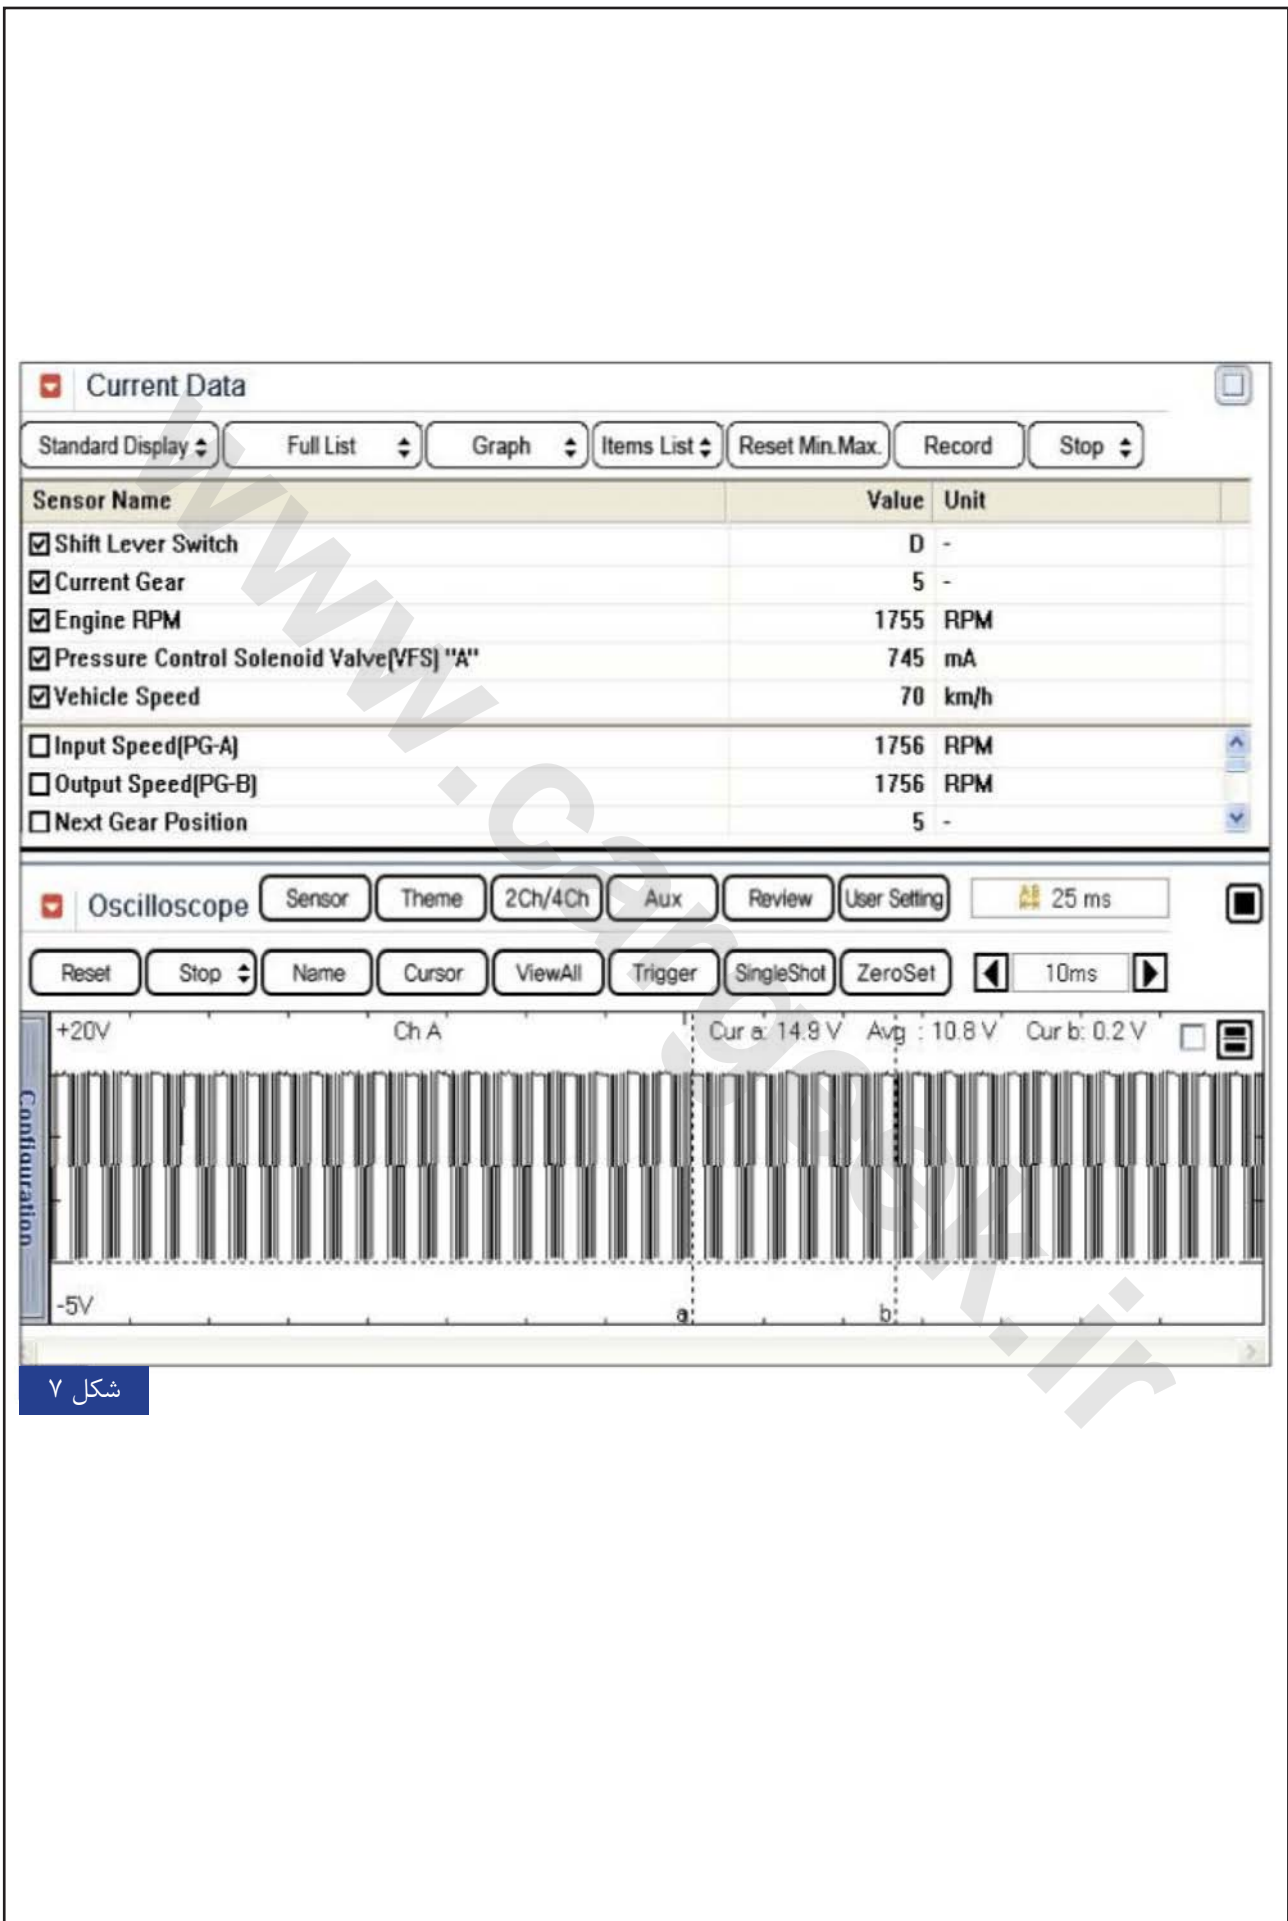 Current Data
Standard Display Full List Graph Items List Reset Min.Max. Record Stop
Sensor Name Value Unit
Shift Lever Switch D -
Current Gear 5 -
Engine RPM 1755 RPM
Pressure Control Solenoid Valve(VFS) "A" 745 mA
Vehicle Speed 70 km/h
Input Speed(PG-A) 1756 RPM
Output Speed(PG-B) 1756 RPM
Next Gear Position 5 -
Oscilloscope Sensor Theme 2Ch/4Ch Aux Review User Setting 25 ms
Reset Stop Name Cursor ViewAll Trigger SingleShot ZeroSet 10ms
+20V Ch A Cur a: 14.9 V Avg : 10.8 V Cur b: 0.2 V
Configuration
-5V a b
شکل ۷
www.cargeek.ir